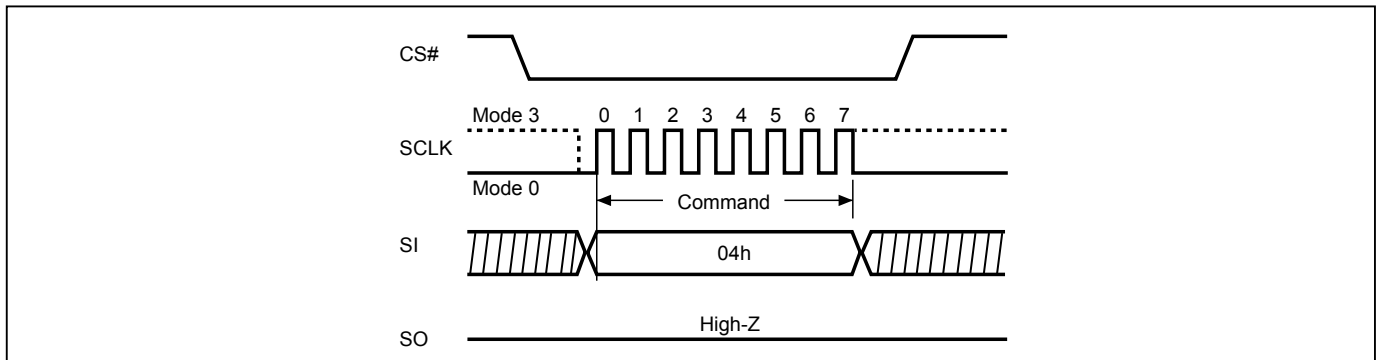 CS#
Mode 3 0 1 2 3 4 5 6 7
SCLK
Mode 0
Command
SI
04h
High-Z
SO